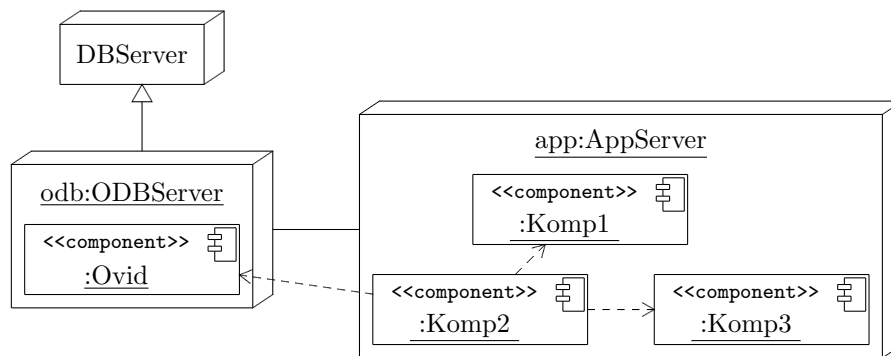 DBServer
odb:ODBServer
<<component>>
:Ovid
app:AppServer
<<component>>
:Komp1
<<component>>
:Komp2
<<component>>
:Komp3